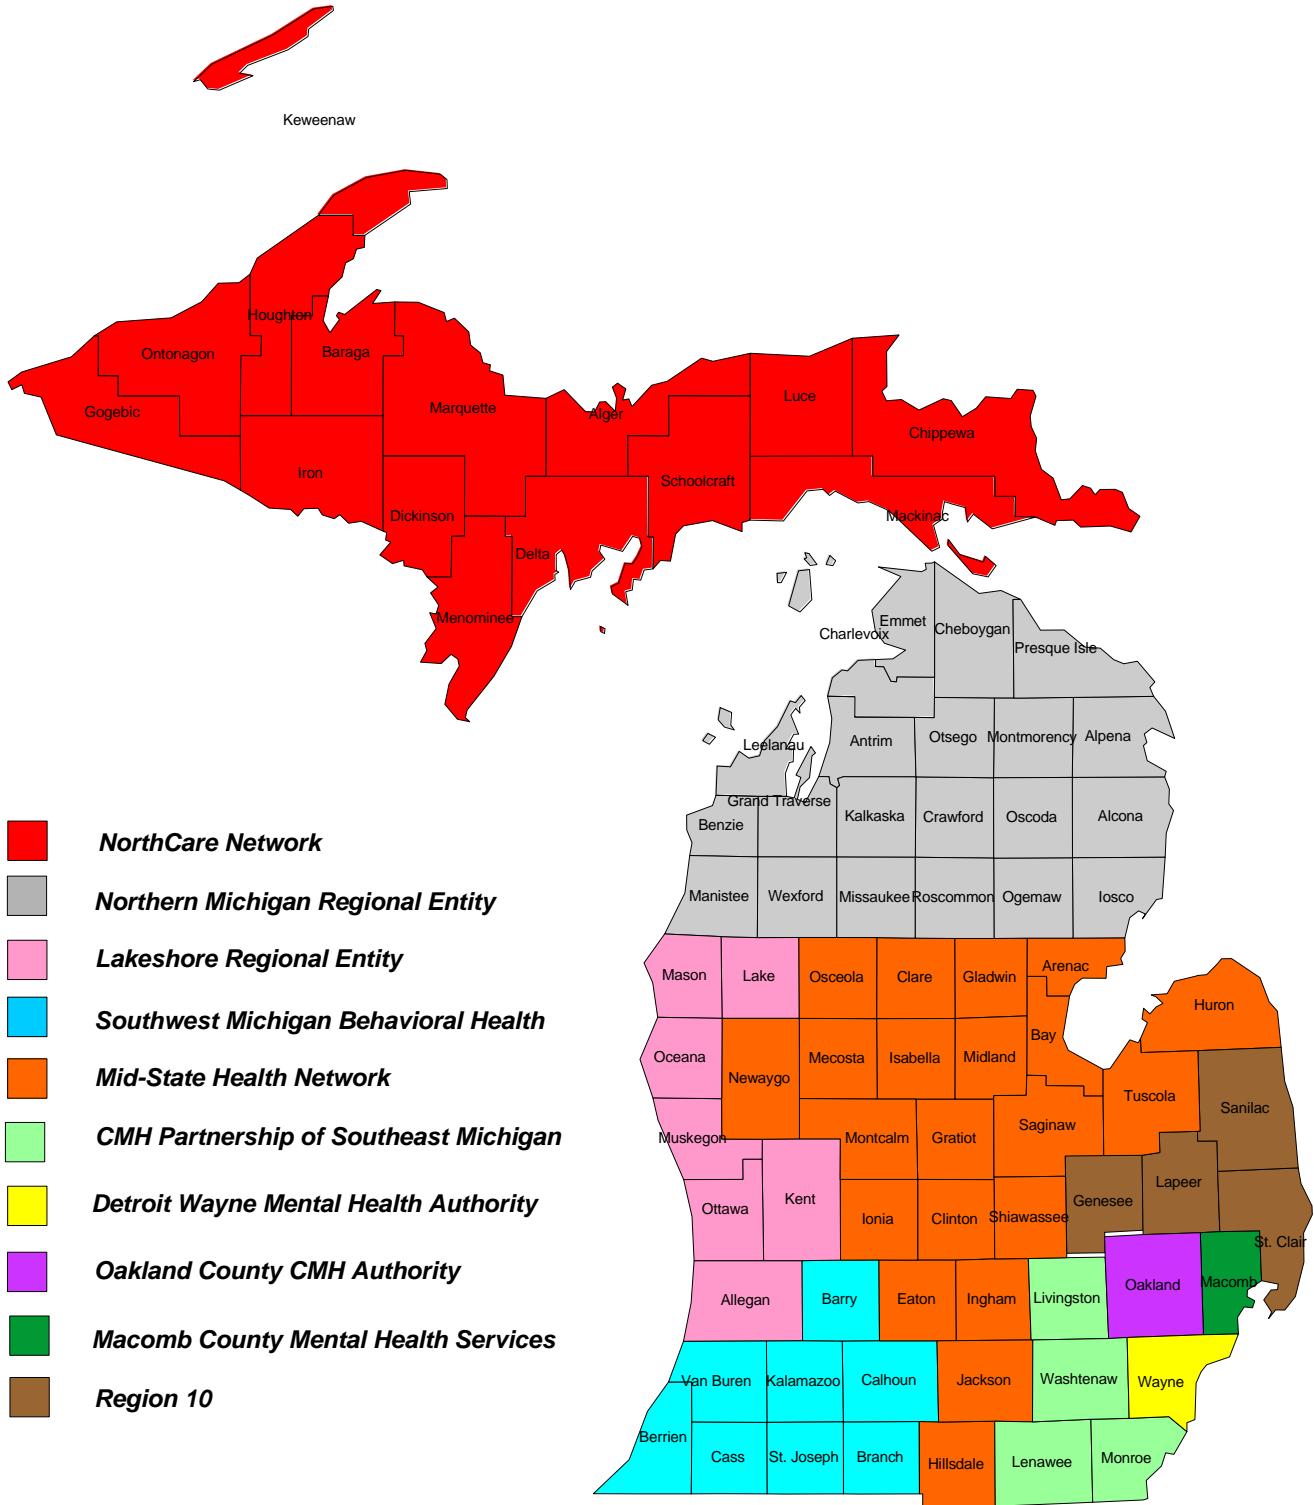 Keweenaw
Houghton
Ontonagon
Baraga
Gogebic
Marquette
Alger
Luce
Chippewa
Iron
Schoolcraft
Dickinson
Mackinac
Delta
Menominee
Emmet
Charlevoix
Cheboygan
Presque Isle
Leelanau
Antrim
Otsego
Montmorency
Alpena
Grand Traverse
Benzie
Kalkaska
Crawford
Oscoda
Alcona
Manistee
Wexford
Missaukee
Roscommon
Ogemaw
Iosco
Mason
Lake
Osceola
Clare
Gladwin
Arenac
Huron
Oceana
Newaygo
Mecosta
Isabella
Midland
Bay
Tuscola
Sanilac
Muskegon
Montcalm
Gratiot
Saginaw
Ottawa
Kent
Ionia
Clinton
Shiawassee
Genesee
Lapeer
St. Clair
Allegan
Barry
Eaton
Ingham
Livingston
Oakland
Macomb
Van Buren
Kalamazoo
Calhoun
Jackson
Washtenaw
Wayne
Berrien
Cass
St. Joseph
Branch
Hillsdale
Lenawee
Monroe
NorthCare Network
Northern Michigan Regional Entity
Lakeshore Regional Entity
Southwest Michigan Behavioral Health
Mid-State Health Network
CMH Partnership of Southeast Michigan
Detroit Wayne Mental Health Authority
Oakland County CMH Authority
Macomb County Mental Health Services
Region 10